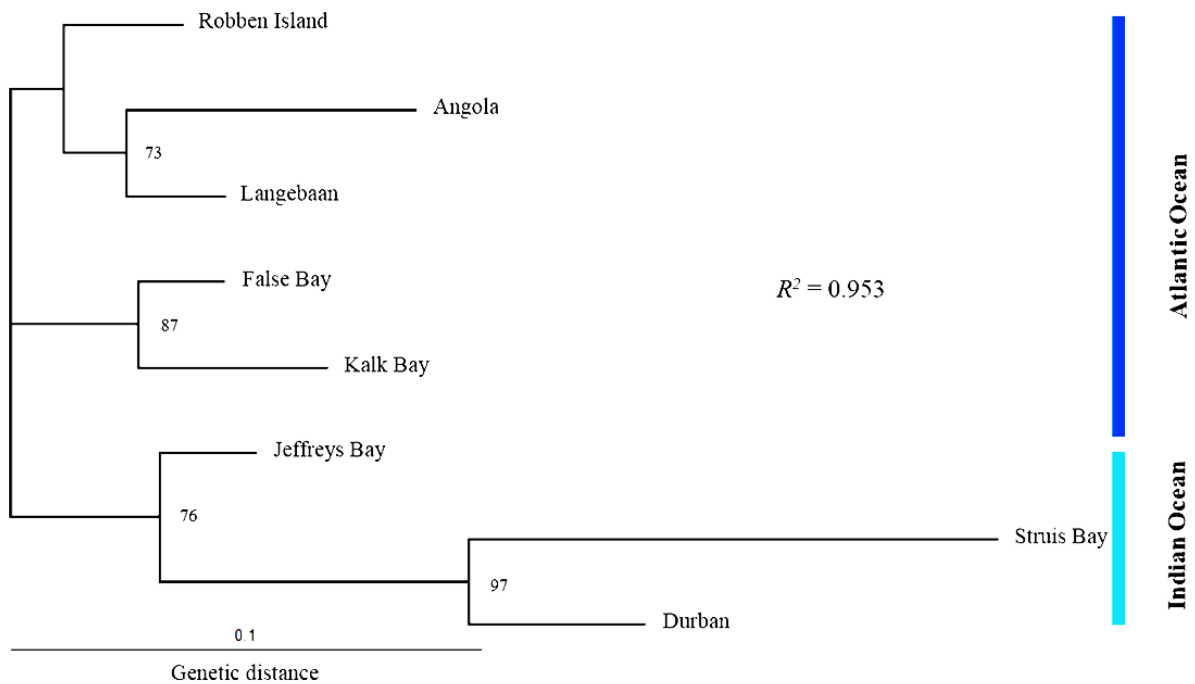 Robben Island
Angola
73
Langebaan
False Bay
87
Kalk Bay
Jeffreys Bay
76
Struis Bay
97
Durban
R² = 0.953
0.1
Genetic distance
Atlantic Ocean
Indian Ocean